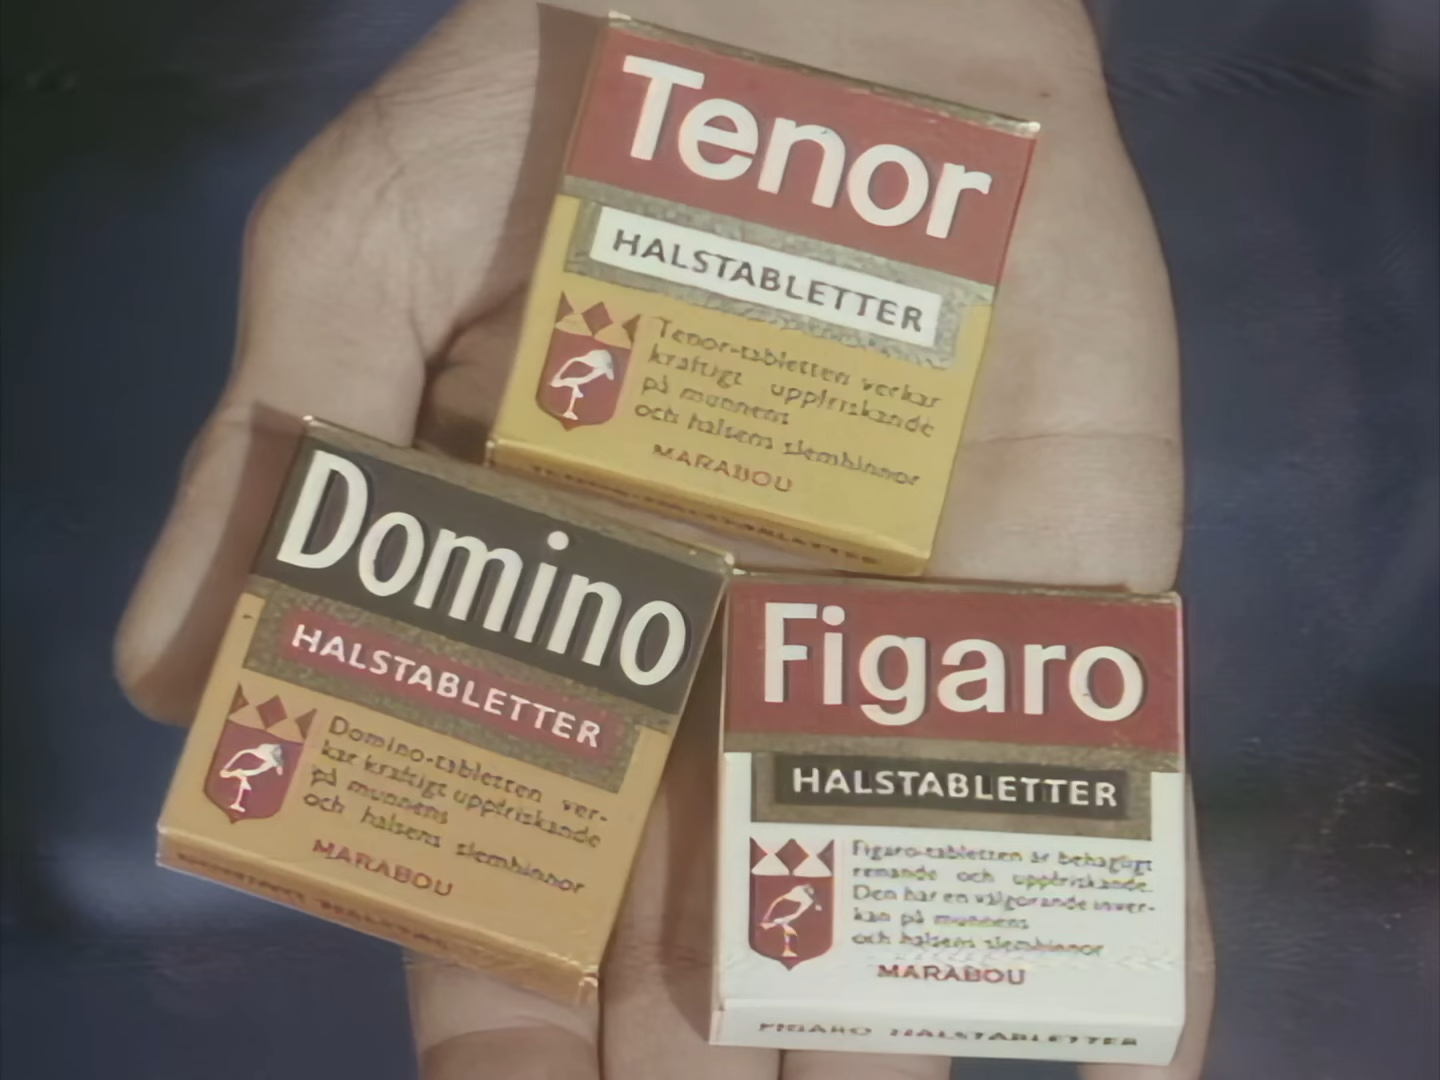 Tenor
HALSTABLETTER
Tenor-tabletten verkar
kraftigt uppfriskande
på munnens
och halsens slemhinnor
MARABOU
Domino
HALSTABLETTER
Domino-tabletten ver-
kar kraftigt uppfriskande
på munnens
och halsens slemhinnor
MARABOU
Figaro
HALSTABLETTER
Figaro-tabletten är behagligt
renande och uppfriskande.
Den har en välgörande inver-
kan på munnens
och halsens slemhinnor
MARABOU
FIGARO HALSTABLETTER